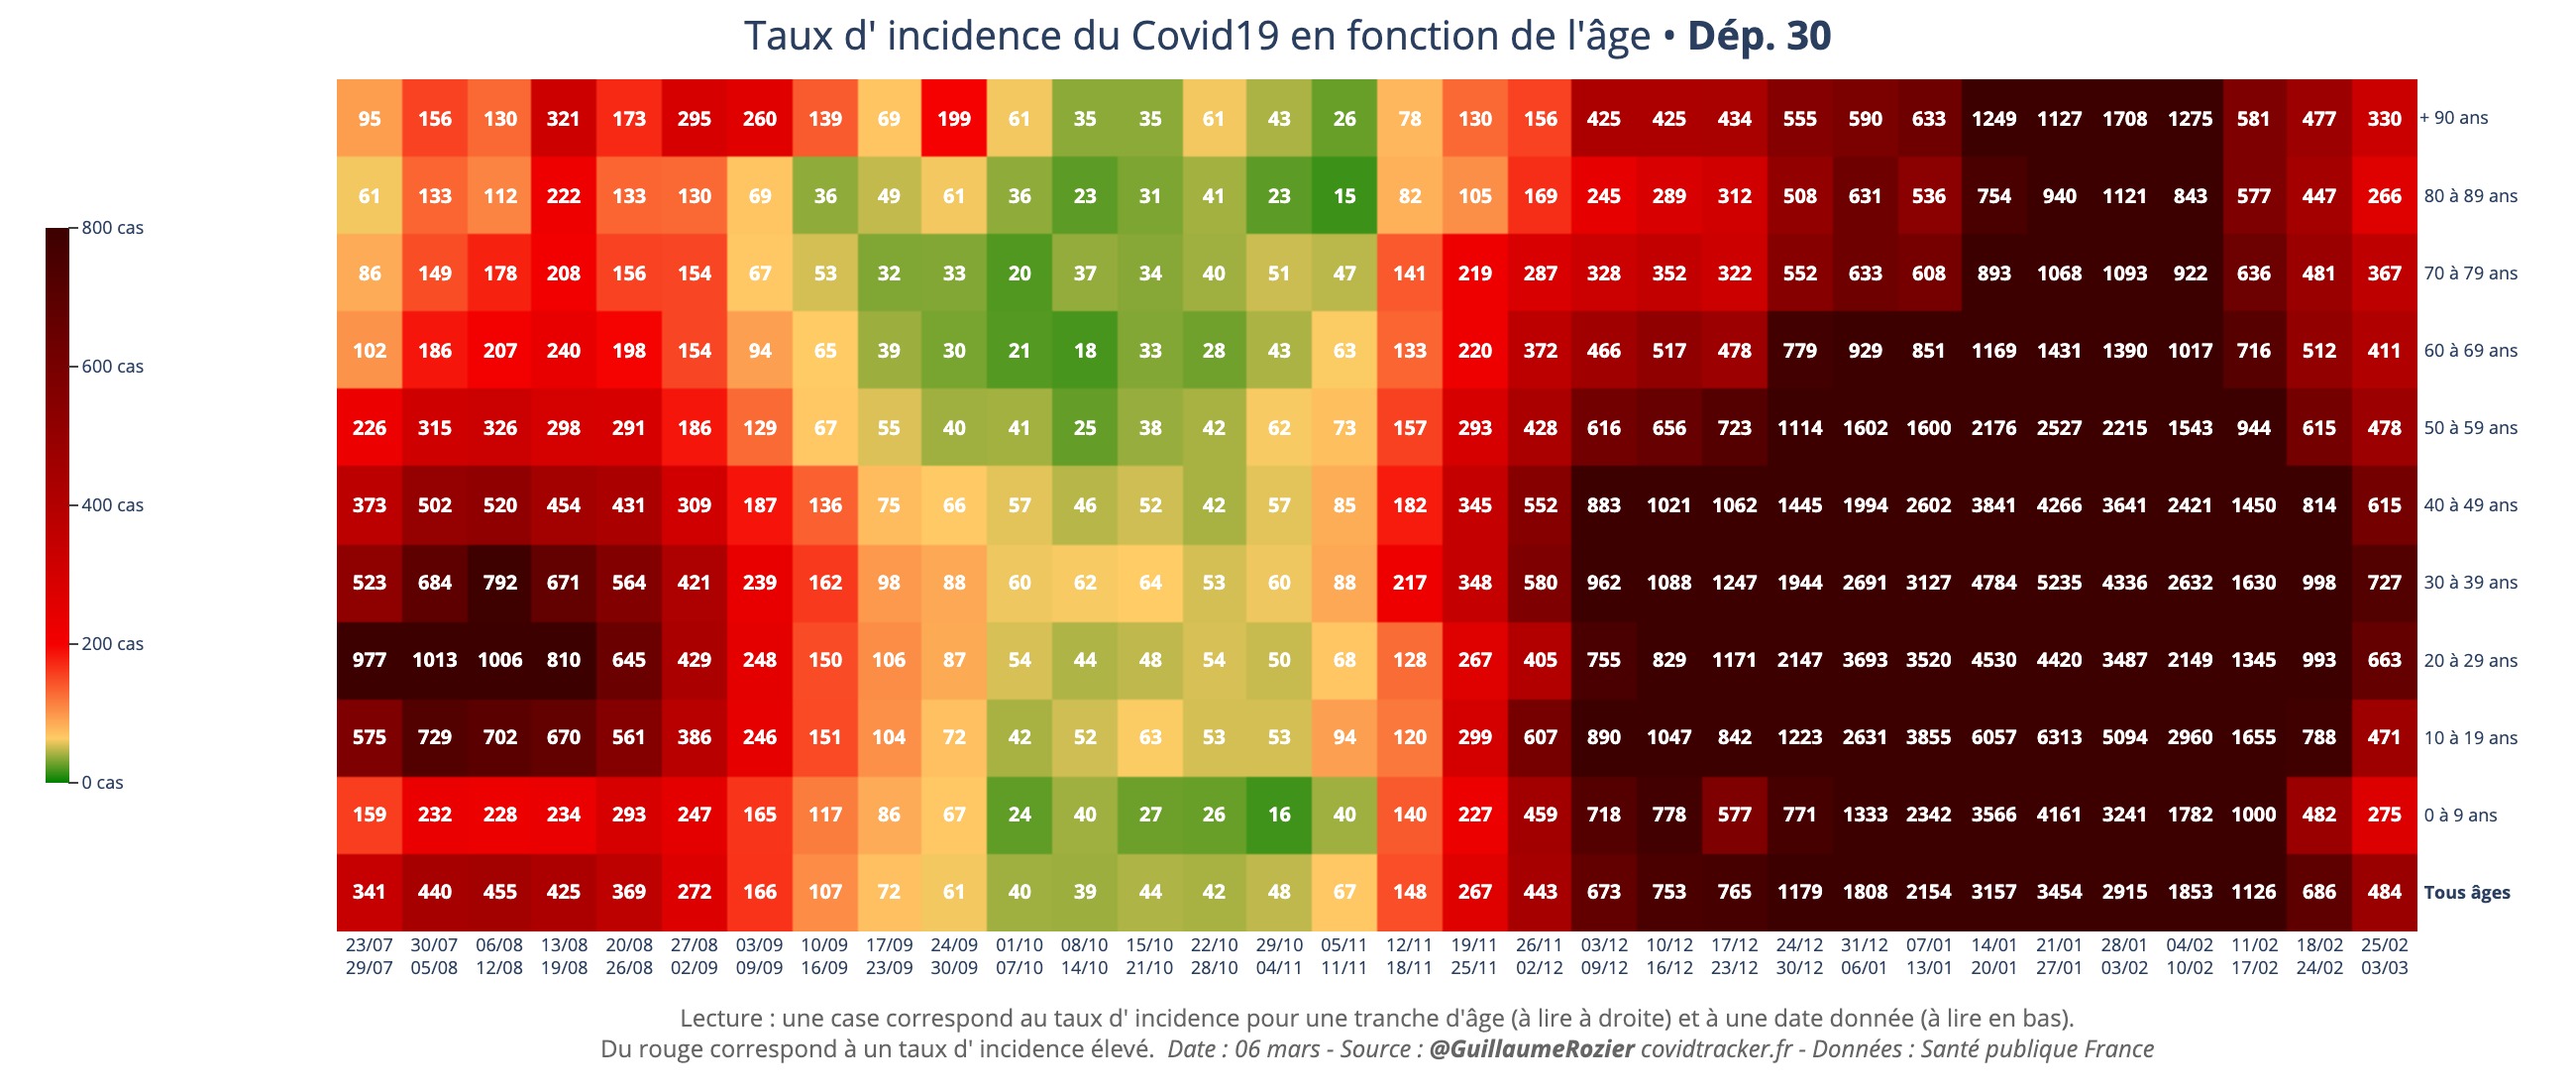 Taux d' incidence du Covid19 en fonction de l'âge • Dép. 30
95 156 130 321 173 295 260 139 69 199 61 35 35 61 43 26 78 130 156 425 425 434 555 590 633 1249 1127 1708 1275 581 477 330 + 90 ans
61 133 112 222 133 130 69 36 49 61 36 23 31 41 23 15 82 105 169 245 289 312 508 631 536 754 940 1121 843 577 447 266 80 à 89 ans
800 cas
86 149 178 208 156 154 67 53 32 33 20 37 34 40 51 47 141 219 287 328 352 322 552 633 608 893 1068 1093 922 636 481 367 70 à 79 ans
102 186 207 240 198 154 94 65 39 30 21 18 33 28 43 63 133 220 372 466 517 478 779 929 851 1169 1431 1390 1017 716 512 411 60 à 69 ans
600 cas
226 315 326 298 291 186 129 67 55 40 41 25 38 42 62 73 157 293 428 616 656 723 1114 1602 1600 2176 2527 2215 1543 944 615 478 50 à 59 ans
400 cas
373 502 520 454 431 309 187 136 75 66 57 46 52 42 57 85 182 345 552 883 1021 1062 1445 1994 2602 3841 4266 3641 2421 1450 814 615 40 à 49 ans
523 684 792 671 564 421 239 162 98 88 60 62 64 53 60 88 217 348 580 962 1088 1247 1944 2691 3127 4784 5235 4336 2632 1630 998 727 30 à 39 ans
200 cas
977 1013 1006 810 645 429 248 150 106 87 54 44 48 54 50 68 128 267 405 755 829 1171 2147 3693 3520 4530 4420 3487 2149 1345 993 663 20 à 29 ans
575 729 702 670 561 386 246 151 104 72 42 52 63 53 53 94 120 299 607 890 1047 842 1223 2631 3855 6057 6313 5094 2960 1655 788 471 10 à 19 ans
0 cas
159 232 228 234 293 247 165 117 86 67 24 40 27 26 16 40 140 227 459 718 778 577 771 1333 2342 3566 4161 3241 1782 1000 482 275 0 à 9 ans
341 440 455 425 369 272 166 107 72 61 40 39 44 42 48 67 148 267 443 673 753 765 1179 1808 2154 3157 3454 2915 1853 1126 686 484 Tous âges
23/07 30/07 06/08 13/08 20/08 27/08 03/09 10/09 17/09 24/09 01/10 08/10 15/10 22/10 29/10 05/11 12/11 19/11 26/11 03/12 10/12 17/12 24/12 31/12 07/01 14/01 21/01 28/01 04/02 11/02 18/02 25/02
29/07 05/08 12/08 19/08 26/08 02/09 09/09 16/09 23/09 30/09 07/10 14/10 21/10 28/10 04/11 11/11 18/11 25/11 02/12 09/12 16/12 23/12 30/12 06/01 13/01 20/01 27/01 03/02 10/02 17/02 24/02 03/03
Lecture : une case correspond au taux d' incidence pour une tranche d'âge (à lire à droite) et à une date donnée (à lire en bas).
Du rouge correspond à un taux d' incidence élevé. Date : 06 mars - Source : @GuillaumeRozier covidtracker.fr - Données : Santé publique France